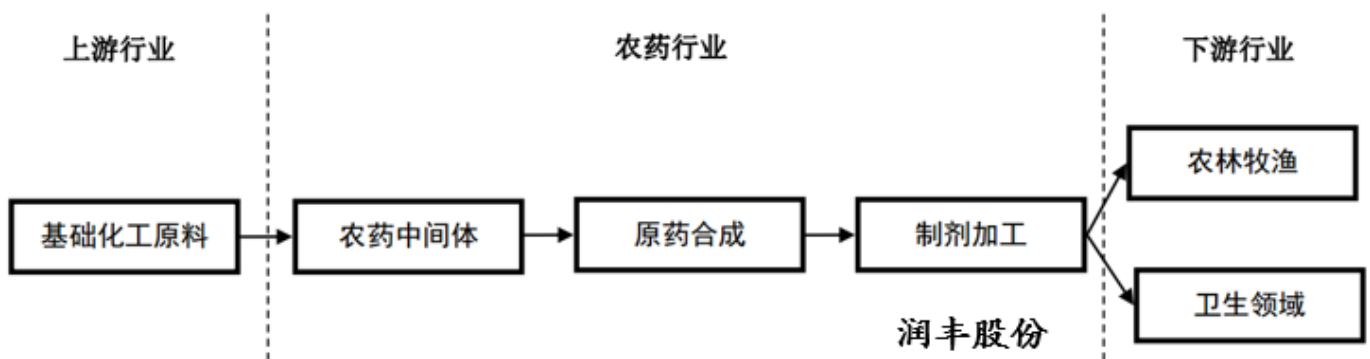 上游行业
农药行业
下游行业
农林牧渔
基础化工原料
农药中间体
原药合成
制剂加工
卫生领域
润丰股份